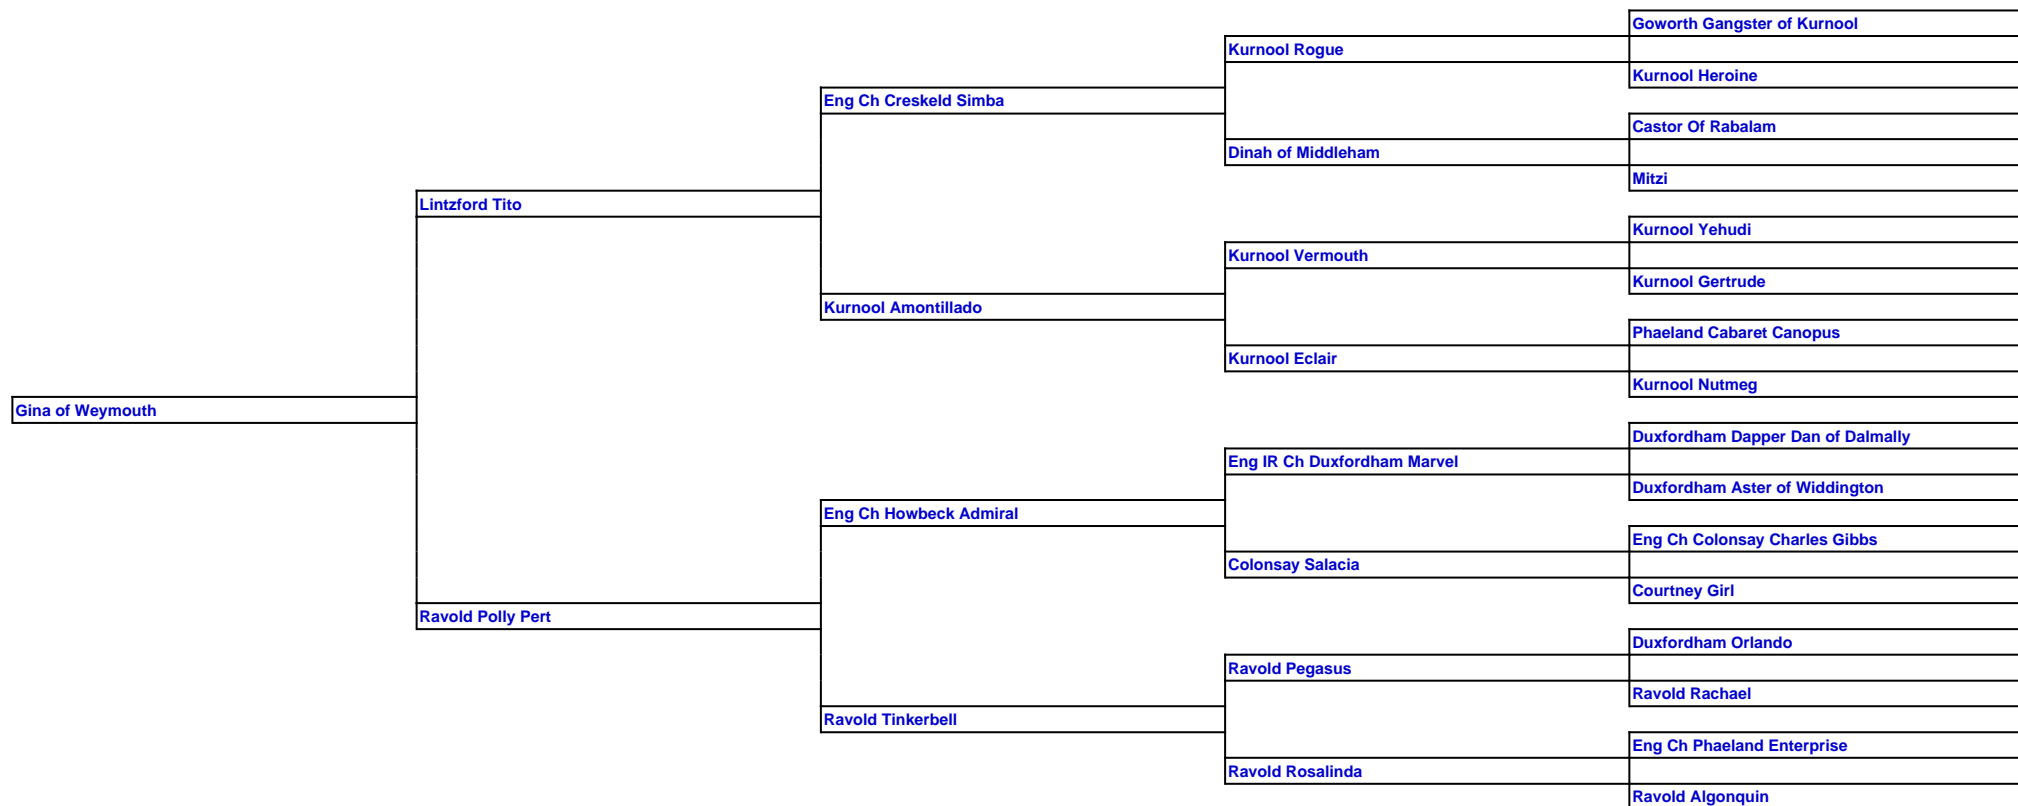 Goworth Gangster of Kurnool
Kurnool Rogue
Kurnool Heroine
Eng Ch Creskeld Simba
Castor Of Rabalam
Dinah of Middleham
Mitzi
Lintzford Tito
Kurnool Yehudi
Kurnool Vermouth
Kurnool Gertrude
Kurnool Amontillado
Phaeland Cabaret Canopus
Kurnool Eclair
Kurnool Nutmeg
Gina of Weymouth
Duxfordham Dapper Dan of Dalmally
Eng IR Ch Duxfordham Marvel
Duxfordham Aster of Widdington
Eng Ch Howbeck Admiral
Eng Ch Colonsay Charles Gibbs
Colonsay Salacia
Courtney Girl
Ravold Polly Pert
Duxfordham Orlando
Ravold Pegasus
Ravold Rachael
Ravold Tinkerbell
Eng Ch Phaeland Enterprise
Ravold Rosalinda
Ravold Algonquin